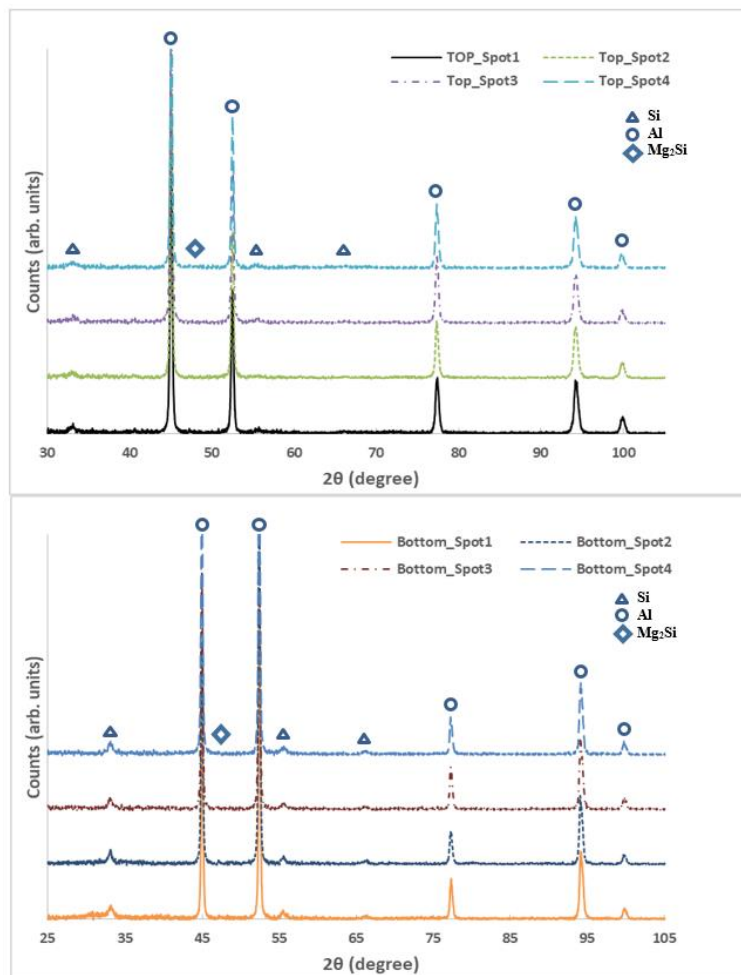 TOP_Spot1 Top_Spot2
Top_Spot3 Top_Spot4
Si
Al
Mg₂Si
Counts (arb. units)
30 40 50 60 70 80 90 100
2θ (degree)
Bottom_Spot1 Bottom_Spot2
Bottom_Spot3 Bottom_Spot4
Si
Al
Mg₂Si
Counts (arb. units)
25 35 45 55 65 75 85 95 105
2θ (degree)